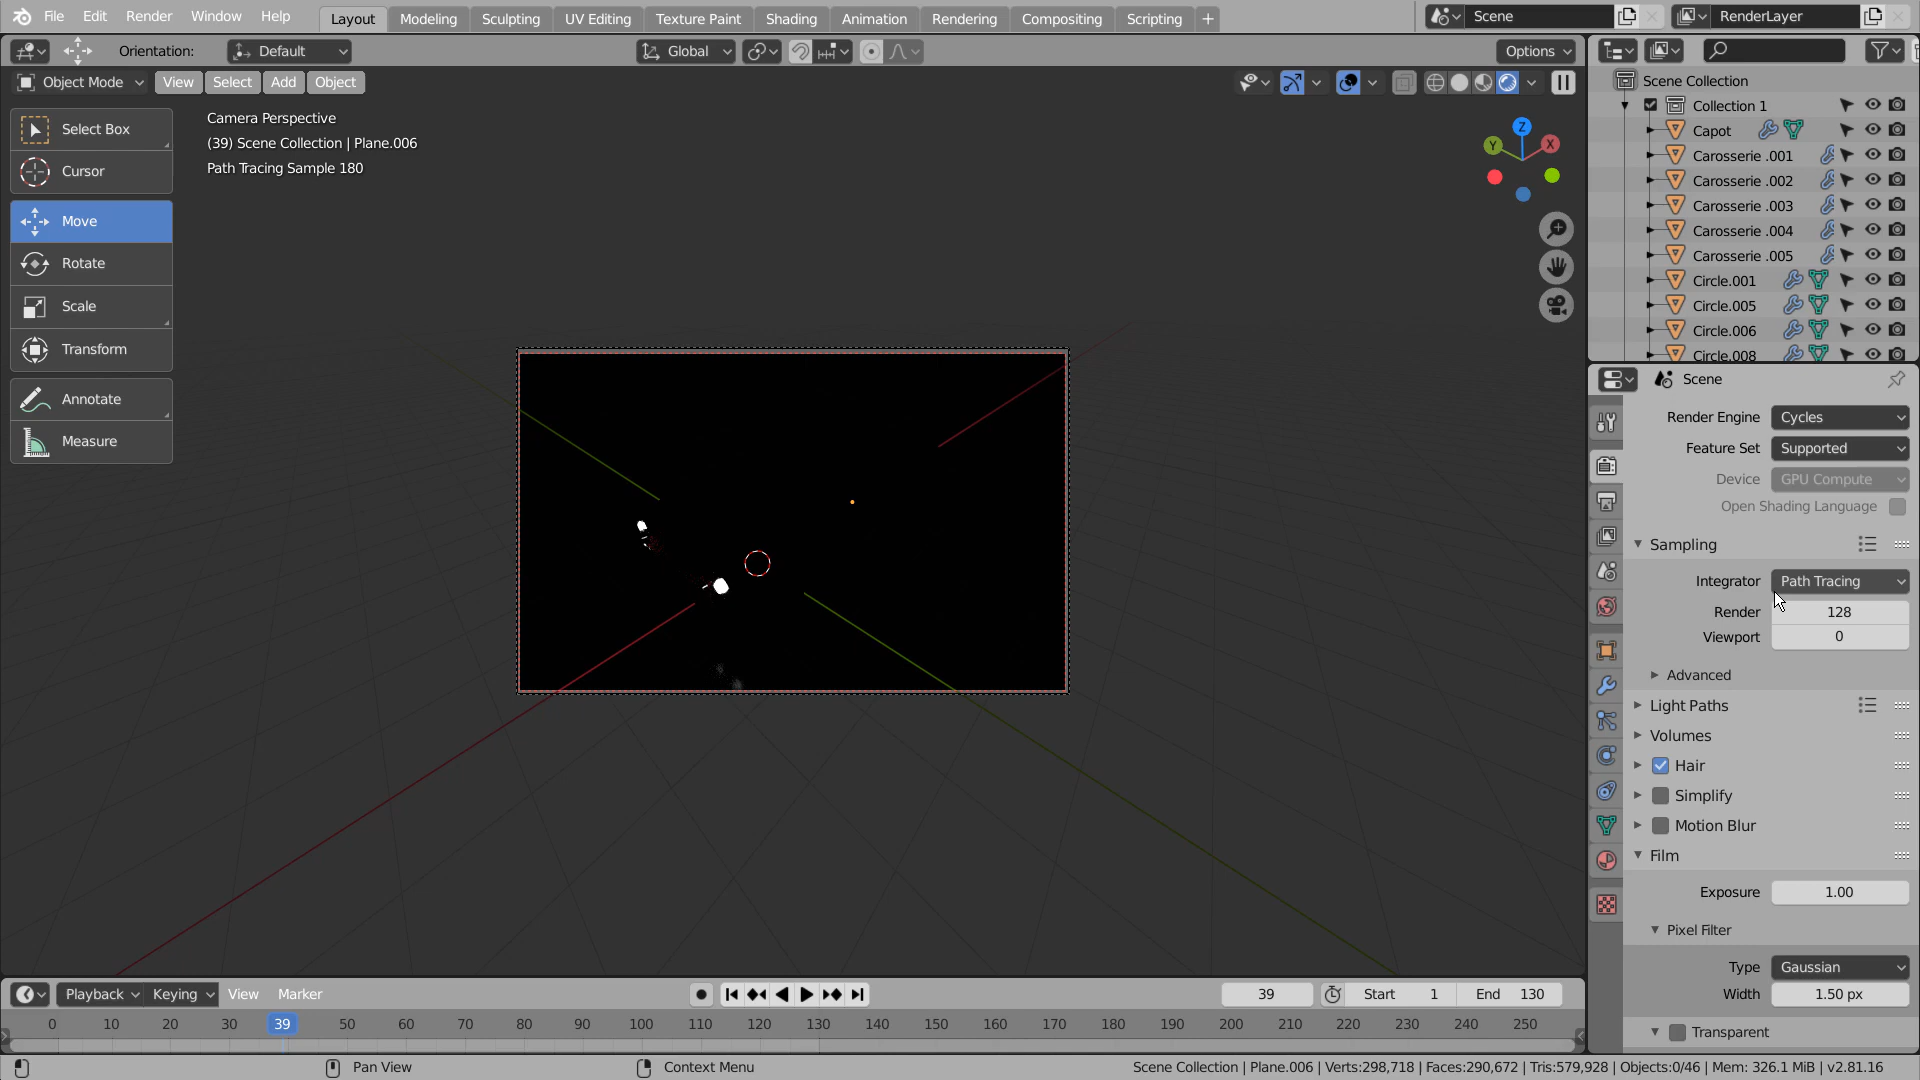 File Edit Render Window Help Layout Modeling Sculpting UV Editing Texture Paint Shading Animation Rendering Compositing Scripting + Scene RenderLayer
Orientation: Default Global Options
Object Mode View Select Add Object
Scene Collection
Collection 1
Capot
Carosserie .001
Carosserie .002
Carosserie .003
Carosserie .004
Carosserie .005
Circle.001
Circle.005
Circle.006
Circle.008
Select Box
Cursor
Move
Rotate
Scale
Transform
Annotate
Measure
Camera Perspective
(39) Scene Collection | Plane.006
Path Tracing Sample 180
Z
Y
X
Scene
Render Engine Cycles
Feature Set Supported
Device GPU Compute
Open Shading Language
Sampling
Integrator Path Tracing
Render 128
Viewport 0
Advanced
Light Paths
Volumes
Hair
Simplify
Motion Blur
Film
Exposure 1.00
Pixel Filter
Type Gaussian
Width 1.50 px
Transparent
Playback Keying View Marker 39 Start 1 End 130
0 10 20 30 39 50 60 70 80 90 100 110 120 130 140 150 160 170 180 190 200 210 220 230 240 250
Pan View Context Menu Scene Collection | Plane.006 | Verts:298,718 | Faces:290,672 | Tris:579,928 | Objects:0/46 | Mem: 326.1 MiB | v2.81.16